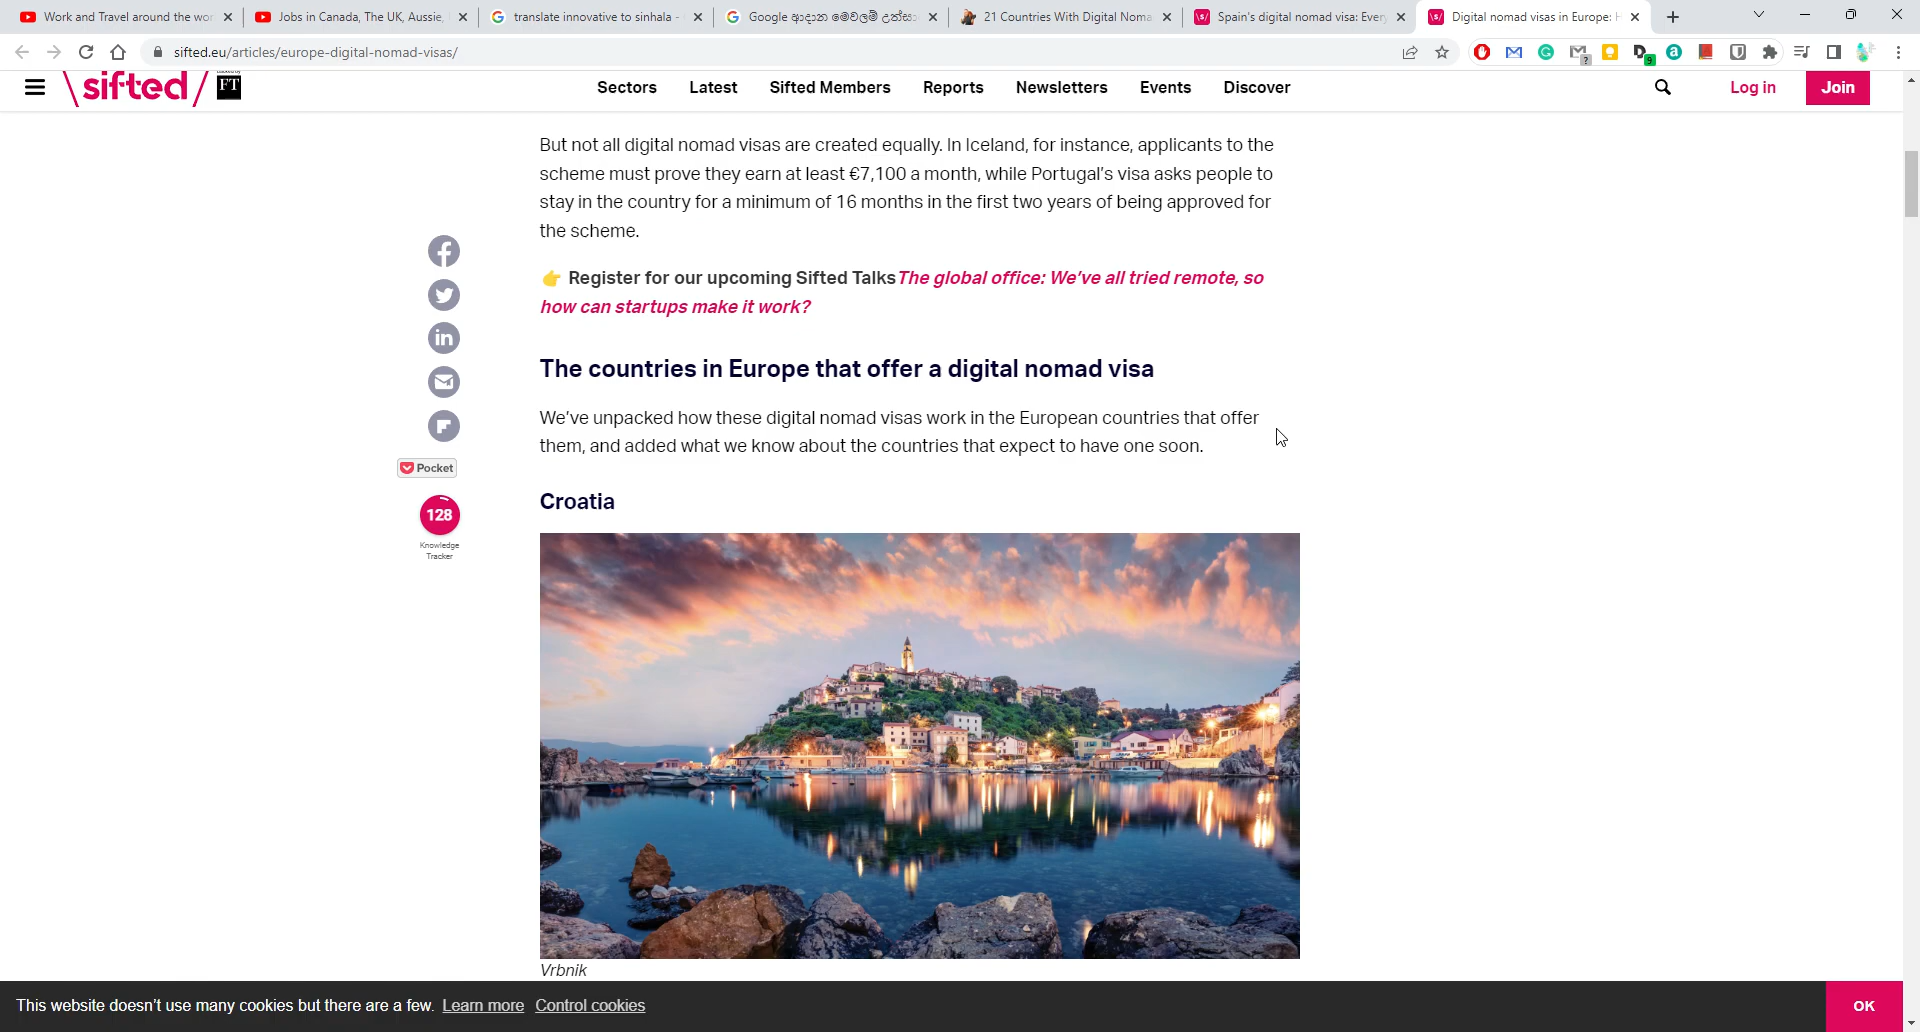 Work and Travel around the wor
Jobs in Canada, The UK, Aussie,
translate innovative to sinhala -
Google ආදානා මෙවලම් උත්සා
21 Countries With Digital Noma
Spain's digital nomad visa: Every
Digital nomad visas in Europe: H
sifted.eu/articles/europe-digital-nomad-visas/
\sifted/
FT
Sectors Latest Sifted Members Reports Newsletters Events Discover
Log in
Join
But not all digital nomad visas are created equally. In Iceland, for instance, applicants to the
scheme must prove they earn at least €7,100 a month, while Portugal's visa asks people to
stay in the country for a minimum of 16 months in the first two years of being approved for
the scheme.
👉 Register for our upcoming Sifted TalksThe global office: We've all tried remote, so
how can startups make it work?
The countries in Europe that offer a digital nomad visa
We've unpacked how these digital nomad visas work in the European countries that offer
them, and added what we know about the countries that expect to have one soon.
Pocket
128
Knowledge
Tracker
Croatia
Vrbnik
This website doesn't use many cookies but there are a few. Learn more Control cookies
OK